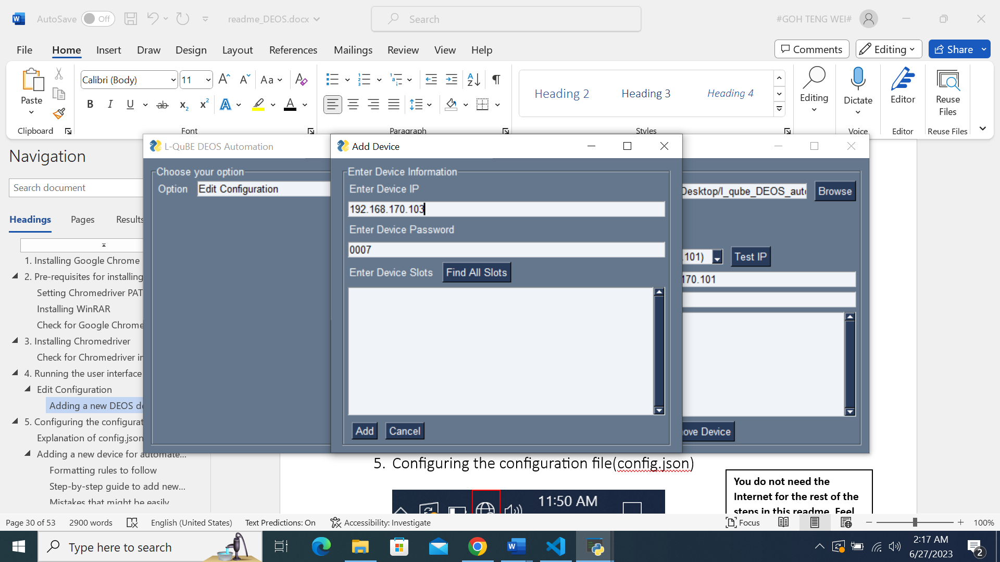 AutoSave Off readme_DEOS.docx Search #GOH TENG WEI#
File Home Insert Draw Design Layout References Mailings Review View Help Comments Editing Share
Paste Calibri (Body) 11 Aa Heading 2 Heading 3 Heading 4 Editing Dictate Editor Reuse Files
Clipboard Font Paragraph Styles Voice Editor Reuse Files
Navigation
Search document
Headings Pages Results
1. Installing Google Chrome
2. Pre-requisites for installing
Setting Chromedriver PAT
Installing WinRAR
Check for Google Chrome
3. Installing Chromedriver
Check for Chromedriver in
4. Running the user interface
Edit Configuration
Adding a new DEOS de
5. Configuring the configurat
Explanation of config.json
Adding a new device for automate...
Formatting rules to follow
Step-by-step guide to add new...
Mistakes that might be easily
L-QuBE DEOS Automation
Choose your option
Option Edit Configuration
Add Device
Enter Device Information
Enter Device IP
192.168.170.103
Enter Device Password
0007
Enter Device Slots Find All Slots
Add Cancel
Desktop/l_qube_DEOS_aut Browse
.101) Test IP
170.101
ove Device
5. Configuring the configuration file(config.json)
11:50 AM
You do not need the
Internet for the rest of the
steps in this readme. Feel
Page 30 of 53 2900 words English (United States) Text Predictions: On Accessibility: Investigate Focus 100%
Type here to search
2:17 AM
6/27/2023
2